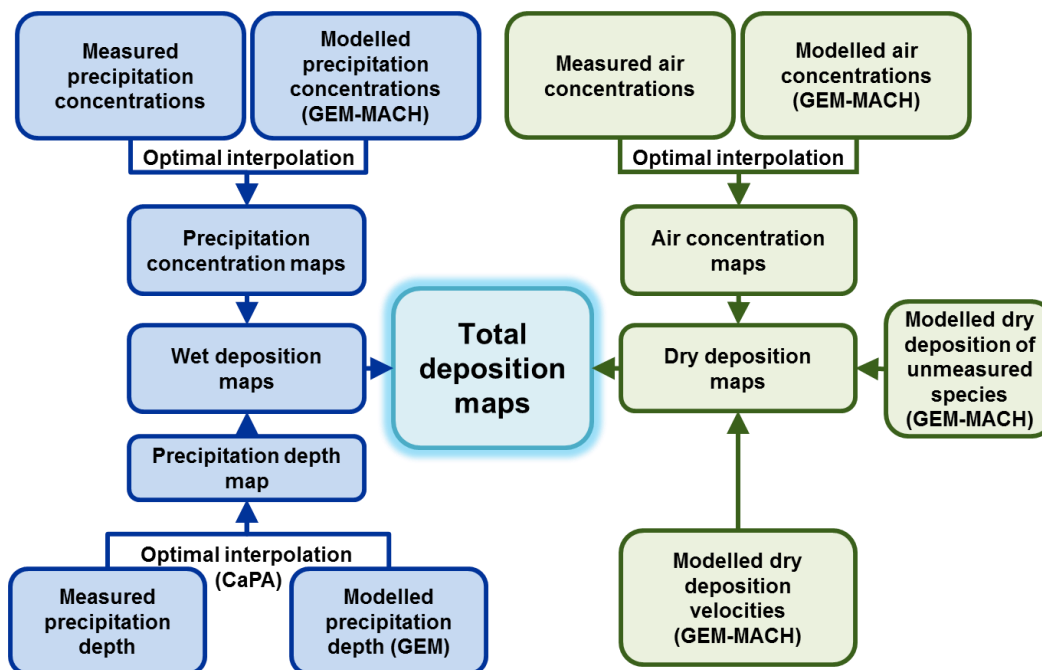 Measured
precipitation
concentrations
Modelled
precipitation
concentrations
(GEM-MACH)
Optimal interpolation
Precipitation
concentration maps
Wet deposition
maps
Precipitation depth
map
Optimal interpolation
(CaPA)
Measured
precipitation
depth
Modelled
precipitation
depth (GEM)
Total
deposition
maps
Measured air
concentrations
Modelled air
concentrations
(GEM-MACH)
Optimal interpolation
Air concentration
maps
Dry deposition
maps
Modelled dry
deposition of
unmeasured
species
(GEM-MACH)
Modelled dry
deposition
velocities
(GEM-MACH)